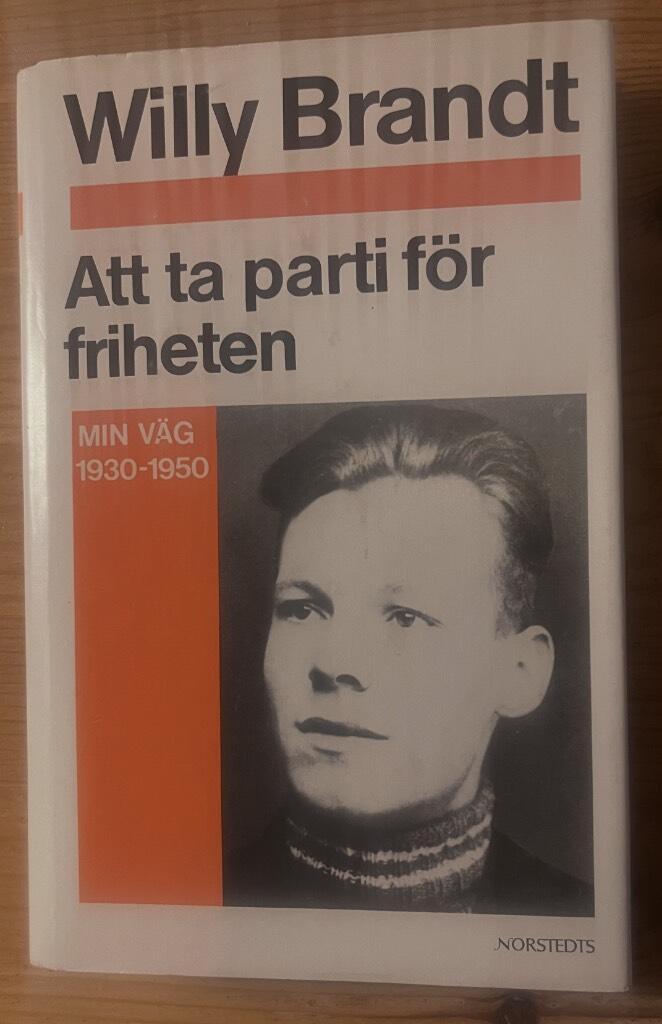 Willy Brandt
Att ta parti för
friheten
MIN VÄG
1930-1950
NORSTEDTS